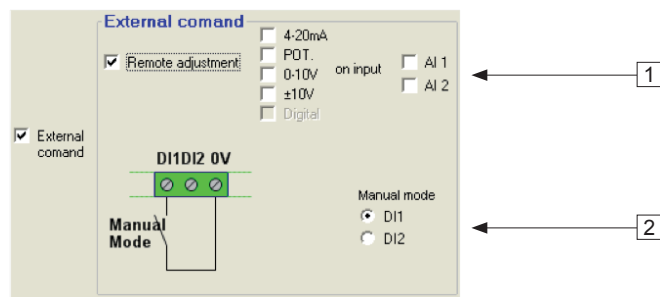 External comand
Remote adjustment
4-20mA
POT.
0-10V
±10V
Digital
on input
AI 1
AI 2
1
External
comand
DI1DI2 0V
Manual
Mode
Manual mode
DI1
DI2
2